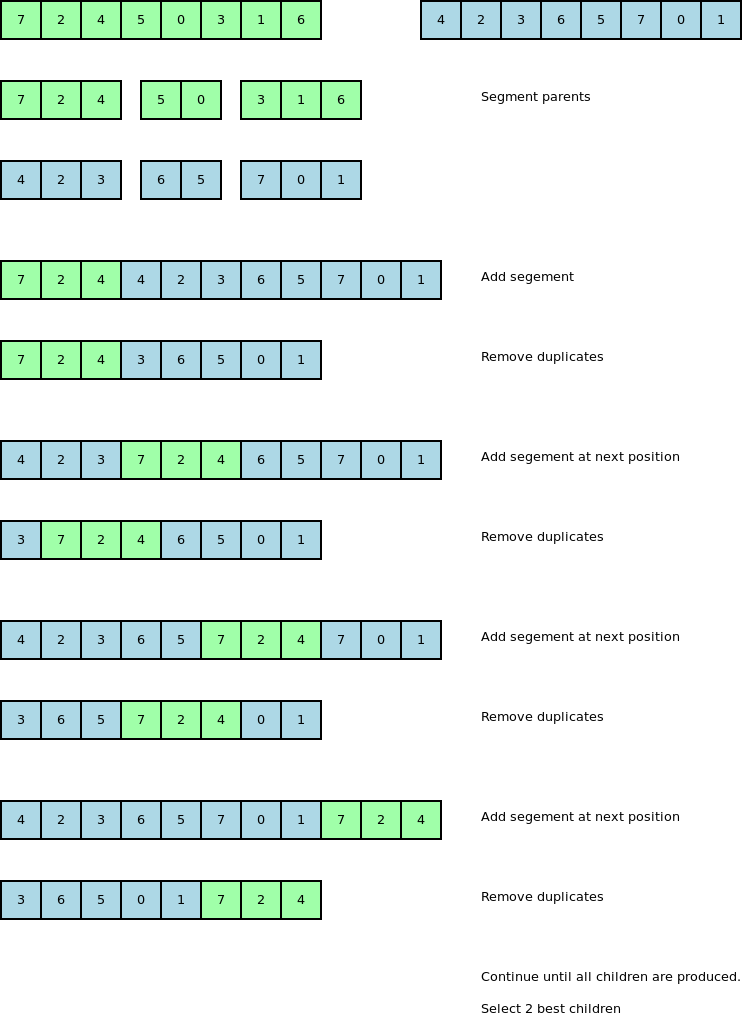 7 2 4 5 0 3 1 6 4 2 3 6 5 7 0 1
7 2 4 5 0 3 1 6 Segment parents
4 2 3 6 5 7 0 1
7 2 4 4 2 3 6 5 7 0 1 Add segement
7 2 4 3 6 5 0 1 Remove duplicates
4 2 3 7 2 4 6 5 7 0 1 Add segement at next position
3 7 2 4 6 5 0 1 Remove duplicates
4 2 3 6 5 7 2 4 7 0 1 Add segement at next position
3 6 5 7 2 4 0 1 Remove duplicates
4 2 3 6 5 7 0 1 7 2 4 Add segement at next position
3 6 5 0 1 7 2 4 Remove duplicates
Continue until all children are produced.
Select 2 best children